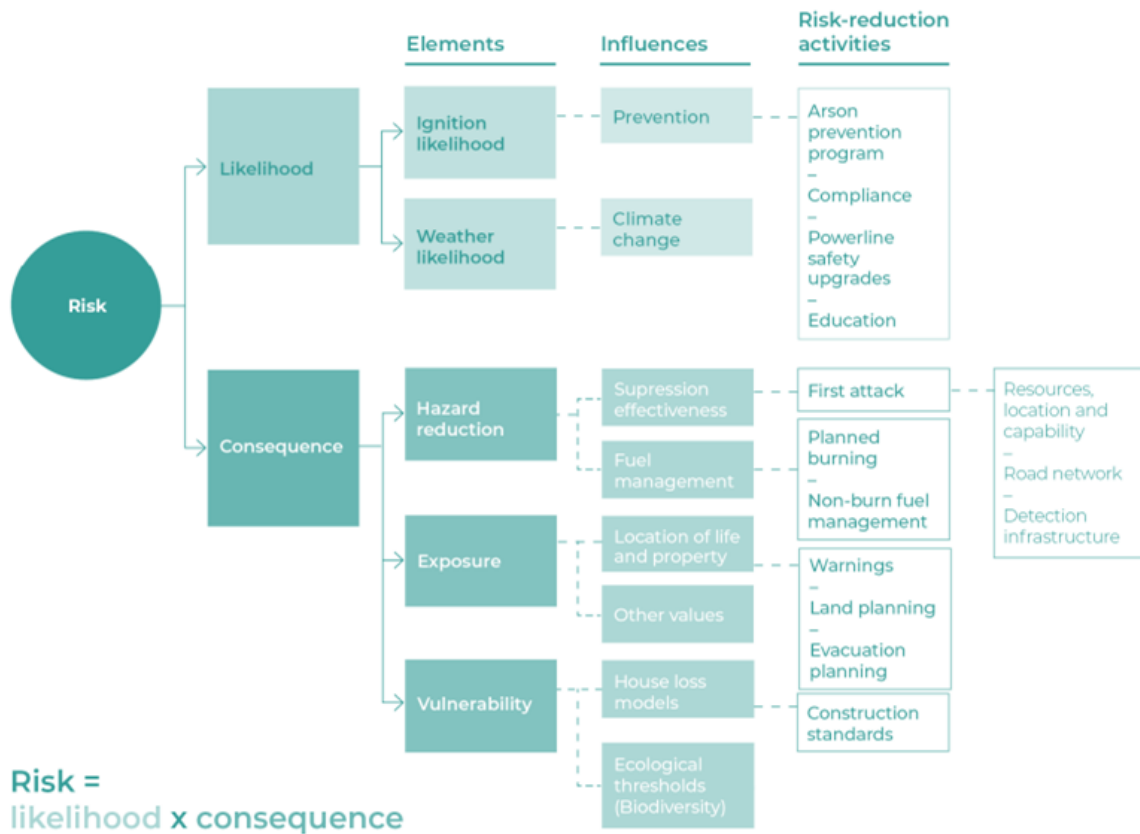 Elements
Influences
Risk-reduction
activities
Risk
Likelihood
Ignition
likelihood
Prevention
Arson
prevention
program
–
Compliance
–
Powerline
safety
upgrades
–
Education
Weather
likelihood
Climate
change
Consequence
Hazard
reduction
Supression
effectiveness
First attack
Resources,
location and
capability
–
Road network
–
Detection
infrastructure
Fuel
management
Planned
burning
–
Non-burn fuel
management
Exposure
Location of life
and property
Warnings
–
Land planning
–
Evacuation
planning
Other values
Vulnerability
House loss
models
Construction
standards
Ecological
thresholds
(Biodiversity)
Risk =
likelihood x consequence